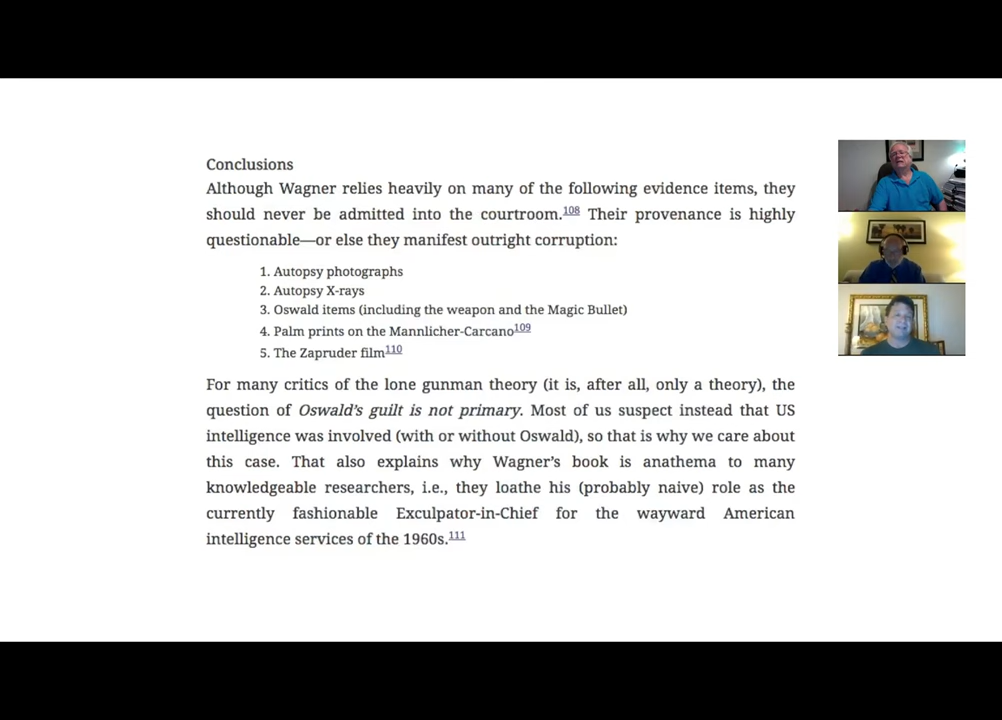 Conclusions
Although Wagner relies heavily on many of the following evidence items, they
should never be admitted into the courtroom.108 Their provenance is highly
questionable—or else they manifest outright corruption:
1. Autopsy photographs
2. Autopsy X-rays
3. Oswald items (including the weapon and the Magic Bullet)
4. Palm prints on the Mannlicher-Carcano109
5. The Zapruder film110
For many critics of the lone gunman theory (it is, after all, only a theory), the
question of Oswald’s guilt is not primary. Most of us suspect instead that US
intelligence was involved (with or without Oswald), so that is why we care about
this case. That also explains why Wagner’s book is anathema to many
knowledgeable researchers, i.e., they loathe his (probably naive) role as the
currently fashionable Exculpator-in-Chief for the wayward American
intelligence services of the 1960s.111